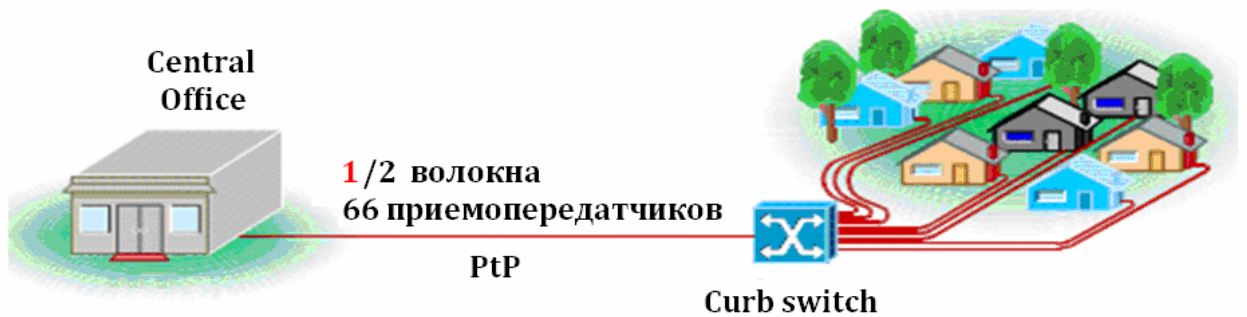 Central
Office
1/2 волокна
66 приемопередатчиков
PtP
Curb switch